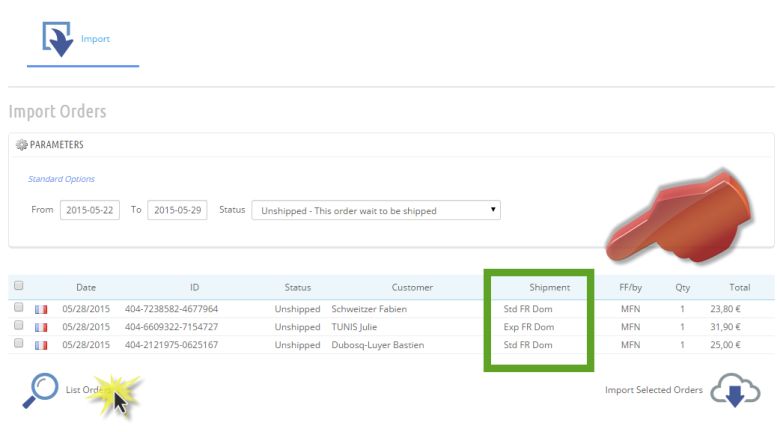 Import
Import Orders
PARAMETERS
Standard Options
From 2015-05-22 To 2015-05-29 Status Unshipped - This order wait to be shipped
Date ID Status Customer Shipment FF/by Qty Total
05/28/2015 404-7238582-4677964 Unshipped Schweitzer Fabien Std FR Dom MFN 1 23,80 €
05/28/2015 404-6609322-7154727 Unshipped TUNIS Julie Exp FR Dom MFN 1 31,90 €
05/28/2015 404-2121975-0625167 Unshipped Dubosq-Luyer Bastien Std FR Dom MFN 1 25,00 €
List Orders Import Selected Orders